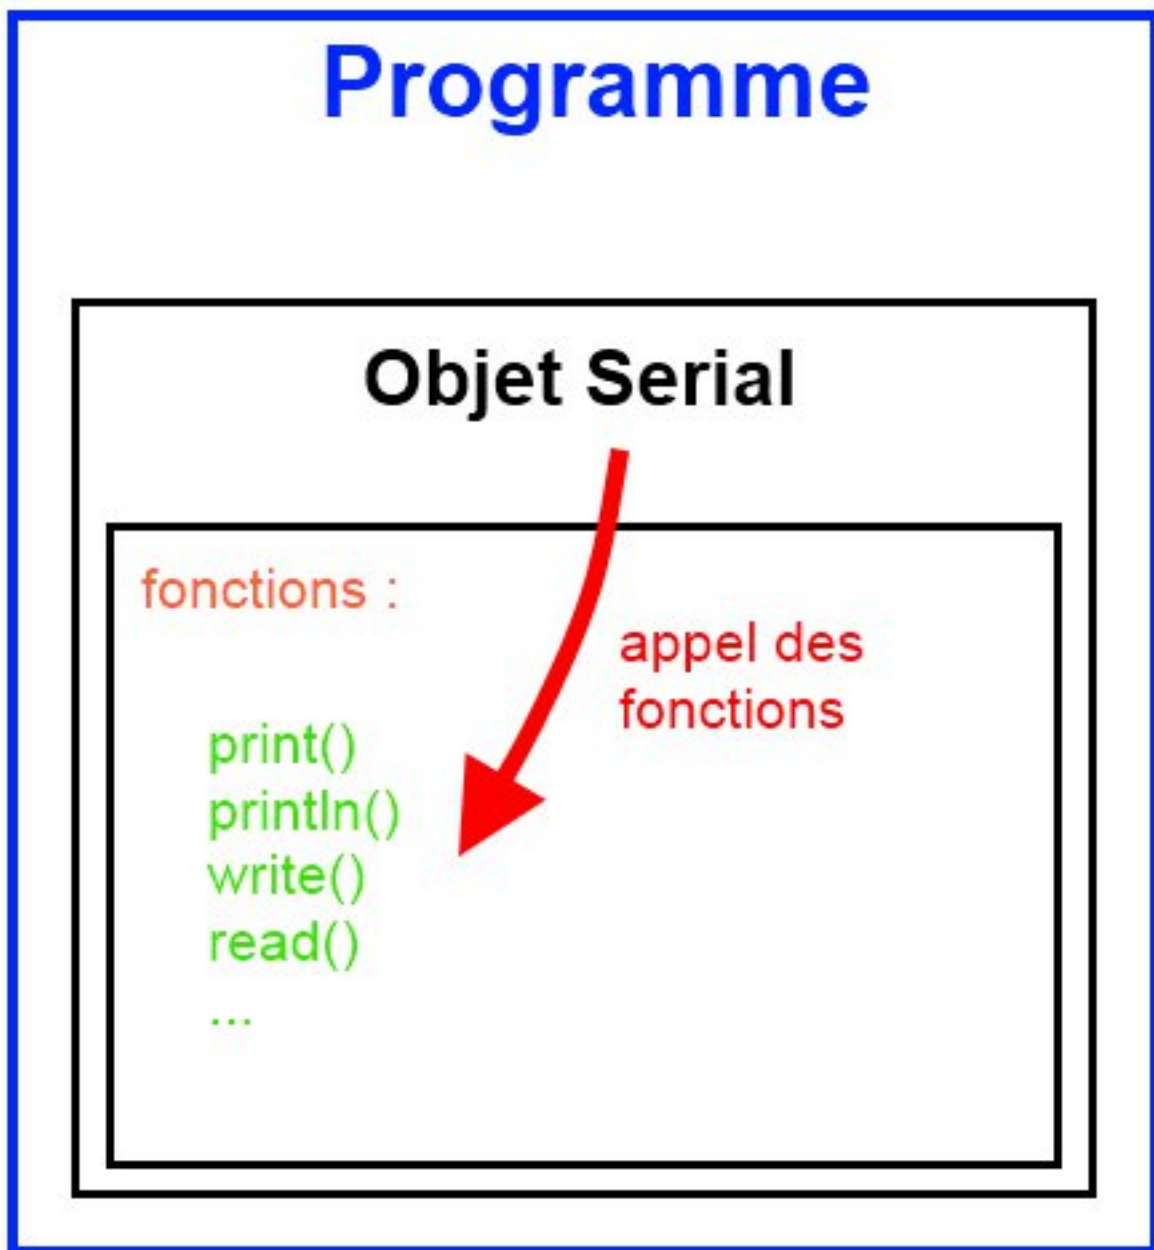 Programme
Objet Serial
fonctions :
appel des
fonctions
print()
println()
write()
read()
...